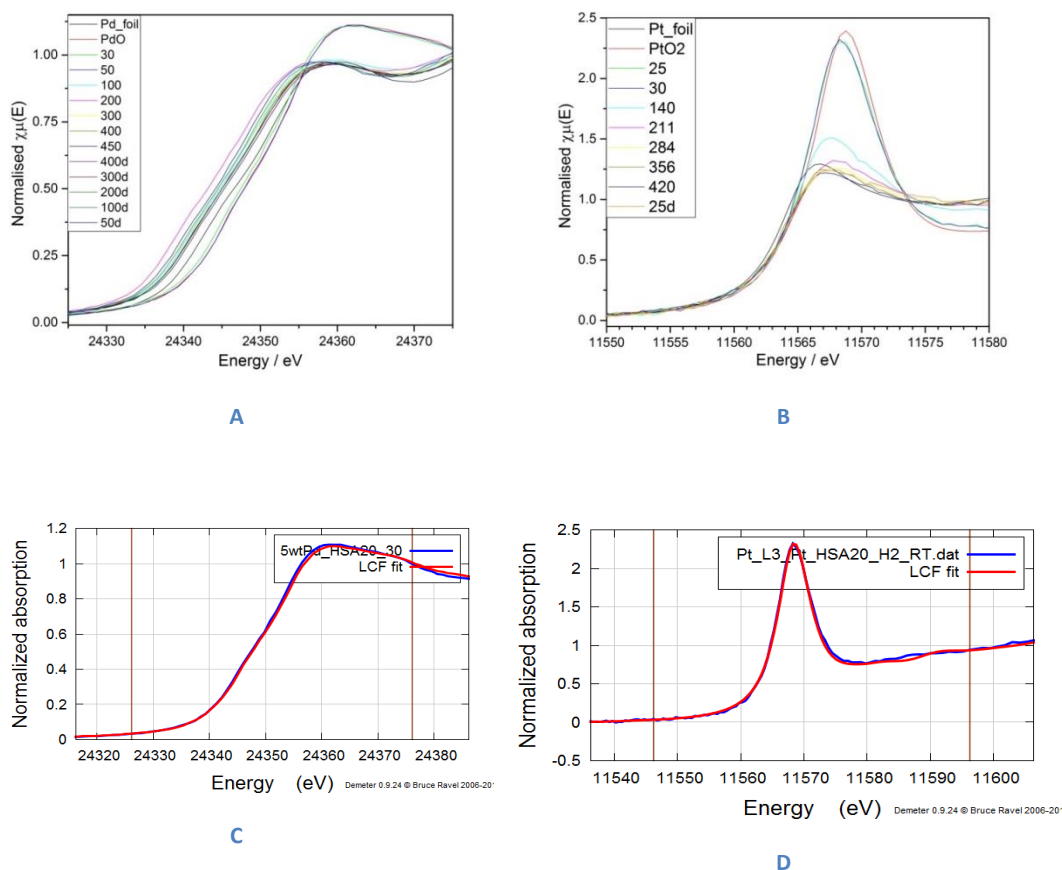 Pd_foil
PdO
30
50
100
200
300
400
450
400d
300d
200d
100d
50d
1.00
0.75
0.50
0.25
0.00
Normalised χμ(E)
24330
24340
24350
24360
24370
Energy / eV
A
Pt_foil
PtO2
25
30
140
211
284
356
420
25d
2.5
2.0
1.5
1.0
0.5
0.0
Normalised χμ(E)
11550
11555
11560
11565
11570
11575
11580
Energy / eV
B
5wtPd_HSA20_30
LCF fit
1.2
1
0.8
0.6
0.4
0.2
0
Normalized absorption
24320
24330
24340
24350
24360
24370
24380
Energy (eV)
Demeter 0.9.24 © Bruce Ravel 2006-201
C
Pt_L3_Pt_HSA20_H2_RT.dat
LCF fit
2.5
2
1.5
1
0.5
0
-0.5
Normalized absorption
11540
11550
11560
11570
11580
11590
11600
Energy (eV)
Demeter 0.9.24 © Bruce Ravel 2006-201
D